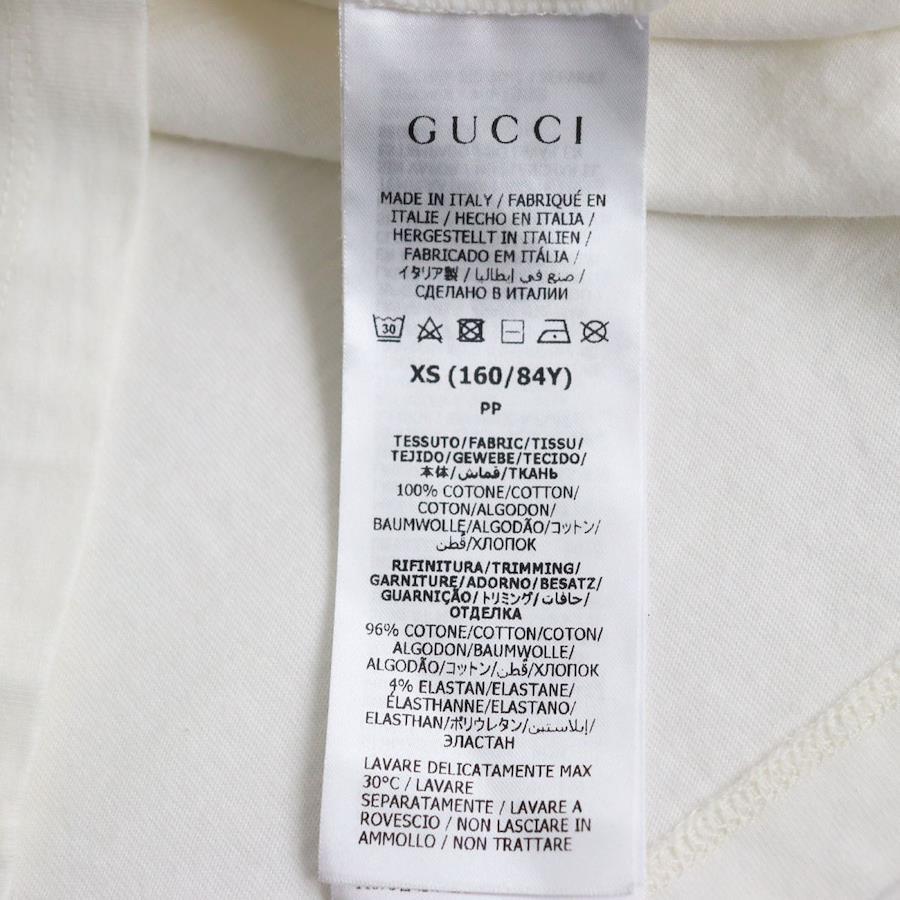 GUCCI
MADE IN ITALY / FABRIQUÉ EN
ITALIE / HECHO EN ITALIA /
HERGESTELLT IN ITALIEN /
FABRICADO EM ITÁLIA /
イタリア製 / صنع في إيطاليا /
СДЕЛАНО В ИТАЛИИ
30
XS (160/84Y)
PP
TESSUTO/FABRIC/TISSU/
TEJIDO/GEWEBE/TECIDO/
本体/قماش/ТКАНЬ
100% COTONE/COTTON/
COTON/ALGODON/
BAUMWOLLE/ALGODÃO/コットン/
قطن/ХЛОПОК
RIFINITURA/TRIMMING/
GARNITURE/ADORNO/BESATZ/
GUARNIÇÃO/トリミング/حافات/
ОТДЕЛКА
96% COTONE/COTTON/COTON/
ALGODON/BAUMWOLLE/
ALGODÃO/コットン/قطن/ХЛОПОК
4% ELASTAN/ELASTANE/
ÉLASTHANNE/ELASTANO/
ELASTHAN/ポリウレタン/إيلاستين/
ЭЛАСТАН
LAVARE DELICATAMENTE MAX
30°C / LAVARE
SEPARATAMENTE / LAVARE A
ROVESCIO / NON LASCIARE IN
AMMOLLO / NON TRATTARE